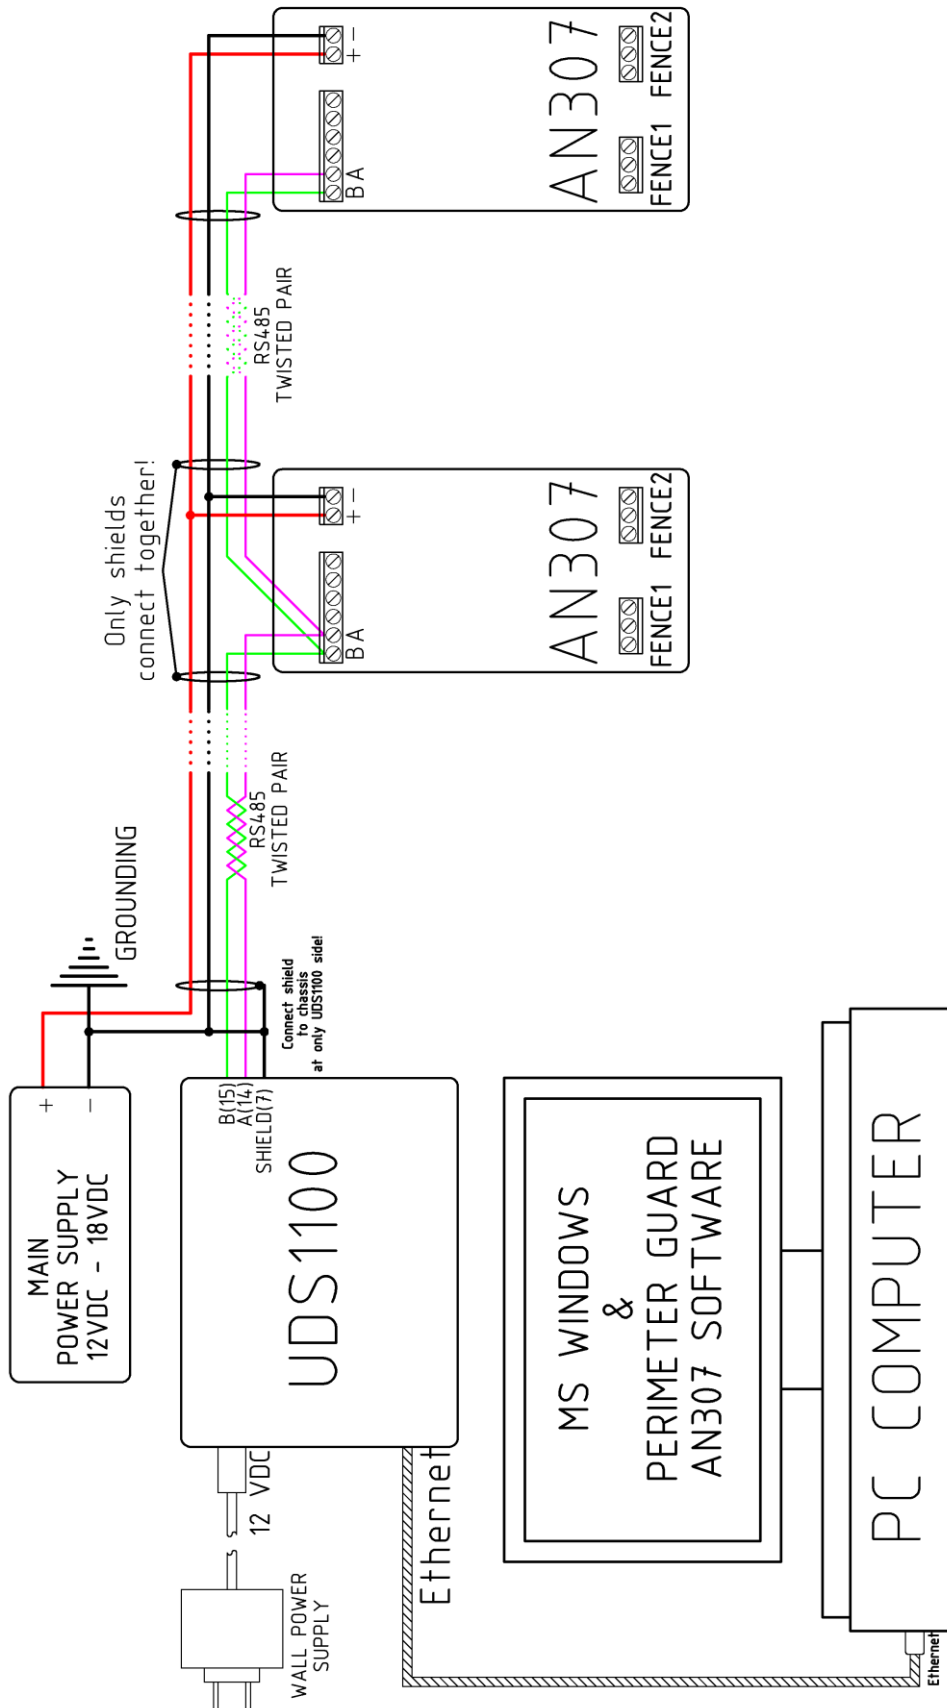 MAIN
POWER SUPPLY
12VDC - 18VDC
+
-
GROUNDING
Only shields
connect together!
WALL POWER
SUPPLY
12 VDC
UDS1100
B(15)
A(14)
SHIELD(7)
Connect shield
to chassis
at only UDS1100 side!
RS485
TWISTED PAIR
RS485
TWISTED PAIR
Ethernet
B A
+ -
AN307
FENCE1 FENCE2
B A
+ -
AN307
FENCE1 FENCE2
MS WINDOWS
&
PERIMETER GUARD
AN307 SOFTWARE
PC COMPUTER
Ethernet